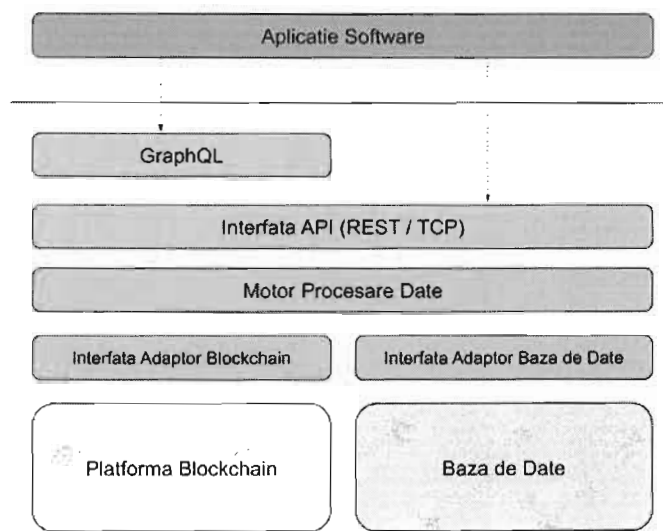 Aplicatie Software
GraphQL
Interfata API (REST / TCP)
Motor Procesare Date
Interfata Adaptor Blockchain
Interfata Adaptor Baza de Date
Platforma Blockchain
Baza de Date